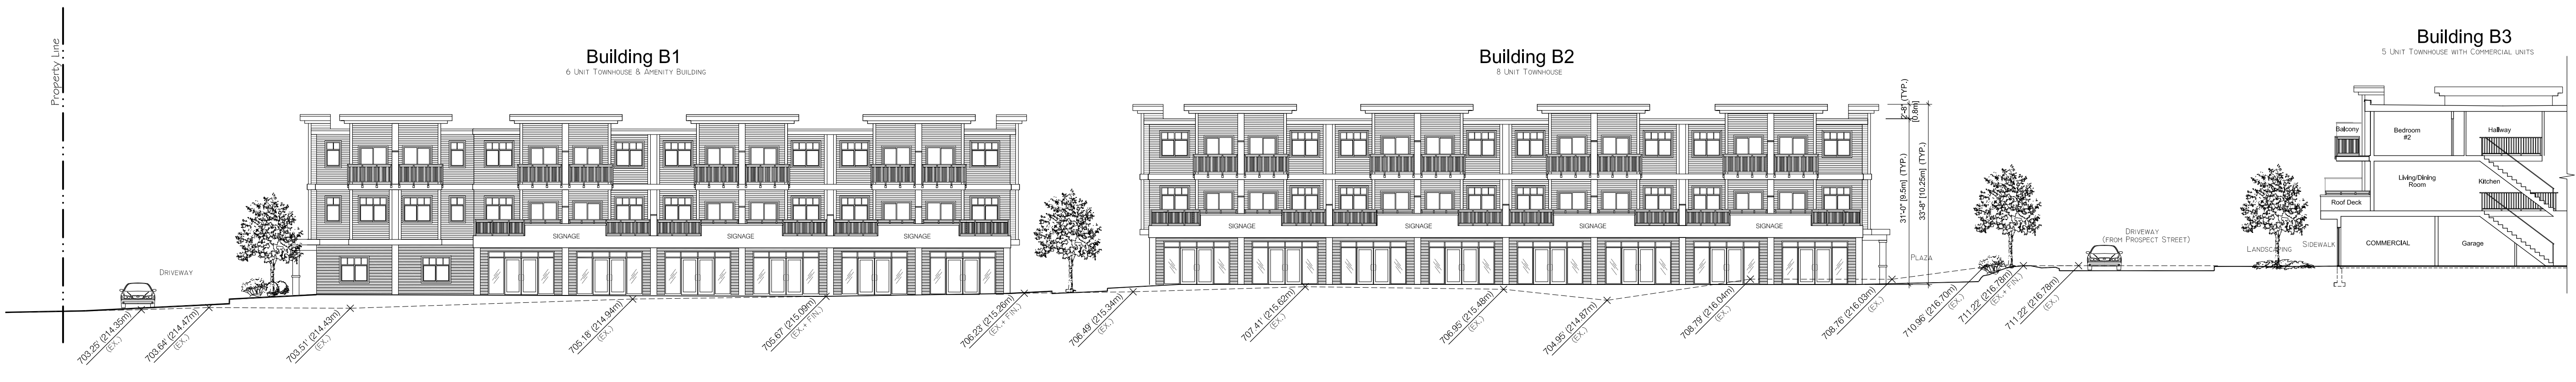 Property Line
Building B1
6 Unit Townhouse & Amenity Building
DRIVEWAY
SIGNAGE
SIGNAGE
SIGNAGE
703.25' (214.35m)
(EX.)
703.64' (214.47m)
(EX.)
703.51' (214.43m)
(EX.)
705.18' (214.94m)
(EX.)
705.67' (215.09m)
(EX.+ FIN.)
706.23' (215.26m)
(EX.+ FIN.)
Building B2
8 Unit Townhouse
SIGNAGE
SIGNAGE
SIGNAGE
SIGNAGE
2'-8" (TYP.)
[0.8m]
31'-0" [9.5m] (TYP.)
33'-8" [10.25m] (TYP.)
PLAZA
706.49' (215.34m)
(EX.)
707.41' (215.62m)
(EX.)
706.95' (215.48m)
(EX.)
704.95' (214.87m)
(EX.)
708.79' (216.04m)
(EX.)
708.76' (216.03m)
(EX.)
710.96' (216.70m)
(EX.)
711.22' (216.78m)
(EX.+ FIN.)
711.22' (216.78m)
(EX.)
DRIVEWAY
(FROM PROSPECT STREET)
LANDSCAPING
SIDEWALK
Building B3
5 Unit Townhouse with Commercial units
Balcony
Bedroom
#2
Hallway
Living/Dining
Room
Kitchen
Roof Deck
COMMERCIAL
Garage